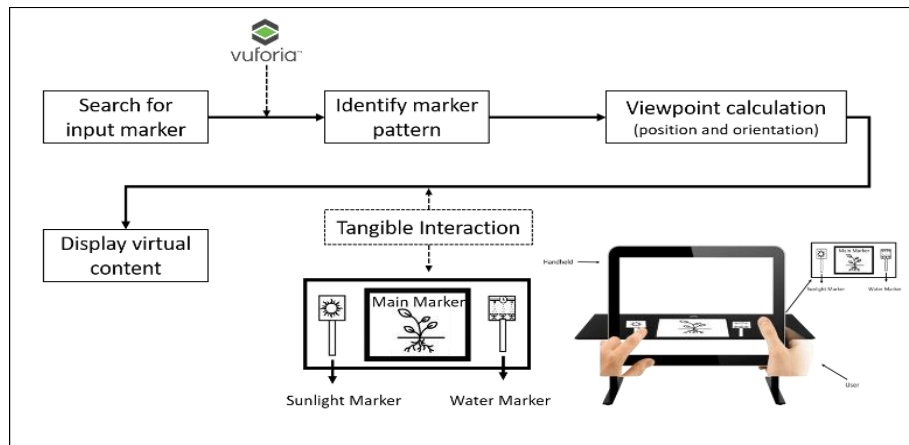 vuforia™
Search for
input marker
Identify marker
pattern
Viewpoint calculation
(position and orientation)
Display virtual
content
Tangible Interaction
Main Marker
Sunlight Marker
Water Marker
Handheld
Main Marker
Sunlight Marker
Water Marker
User